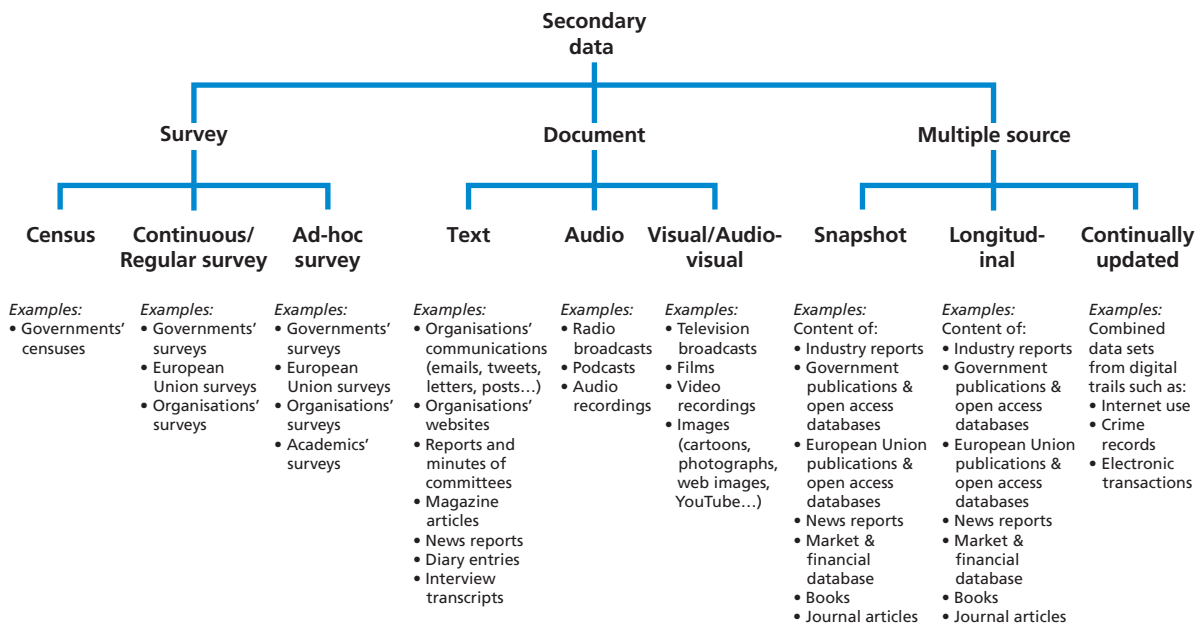 Secondary
data
Survey
Document
Multiple source
Census
Continuous/
Regular survey
Ad-hoc
survey
Text
Audio
Visual/Audio-
visual
Snapshot
Longitud-
inal
Continually
updated
Examples:
• Governments’
censuses
Examples:
• Governments’
surveys
• European
Union surveys
• Organisations’
surveys
Examples:
• Governments’
surveys
• European
Union surveys
• Organisations’
surveys
• Academics’
surveys
Examples:
• Organisations’
communications
(emails, tweets,
letters, posts…)
• Organisations’
websites
• Reports and
minutes of
committees
• Magazine
articles
• News reports
• Diary entries
• Interview
transcripts
Examples:
• Radio
broadcasts
• Podcasts
• Audio
recordings
Examples:
• Television
broadcasts
• Films
• Video
recordings
• Images
(cartoons,
photographs,
web images,
YouTube…)
Examples:
Content of:
• Industry reports
• Government
publications &
open access
databases
• European Union
publications &
open access
databases
• News reports
• Market &
financial
database
• Books
• Journal articles
Examples:
Content of:
• Industry reports
• Government
publications &
open access
databases
• European Union
publications &
open access
databases
• News reports
• Market &
financial
database
• Books
• Journal articles
Examples:
Combined
data sets
from digital
trails such as:
• Internet use
• Crime
records
• Electronic
transactions